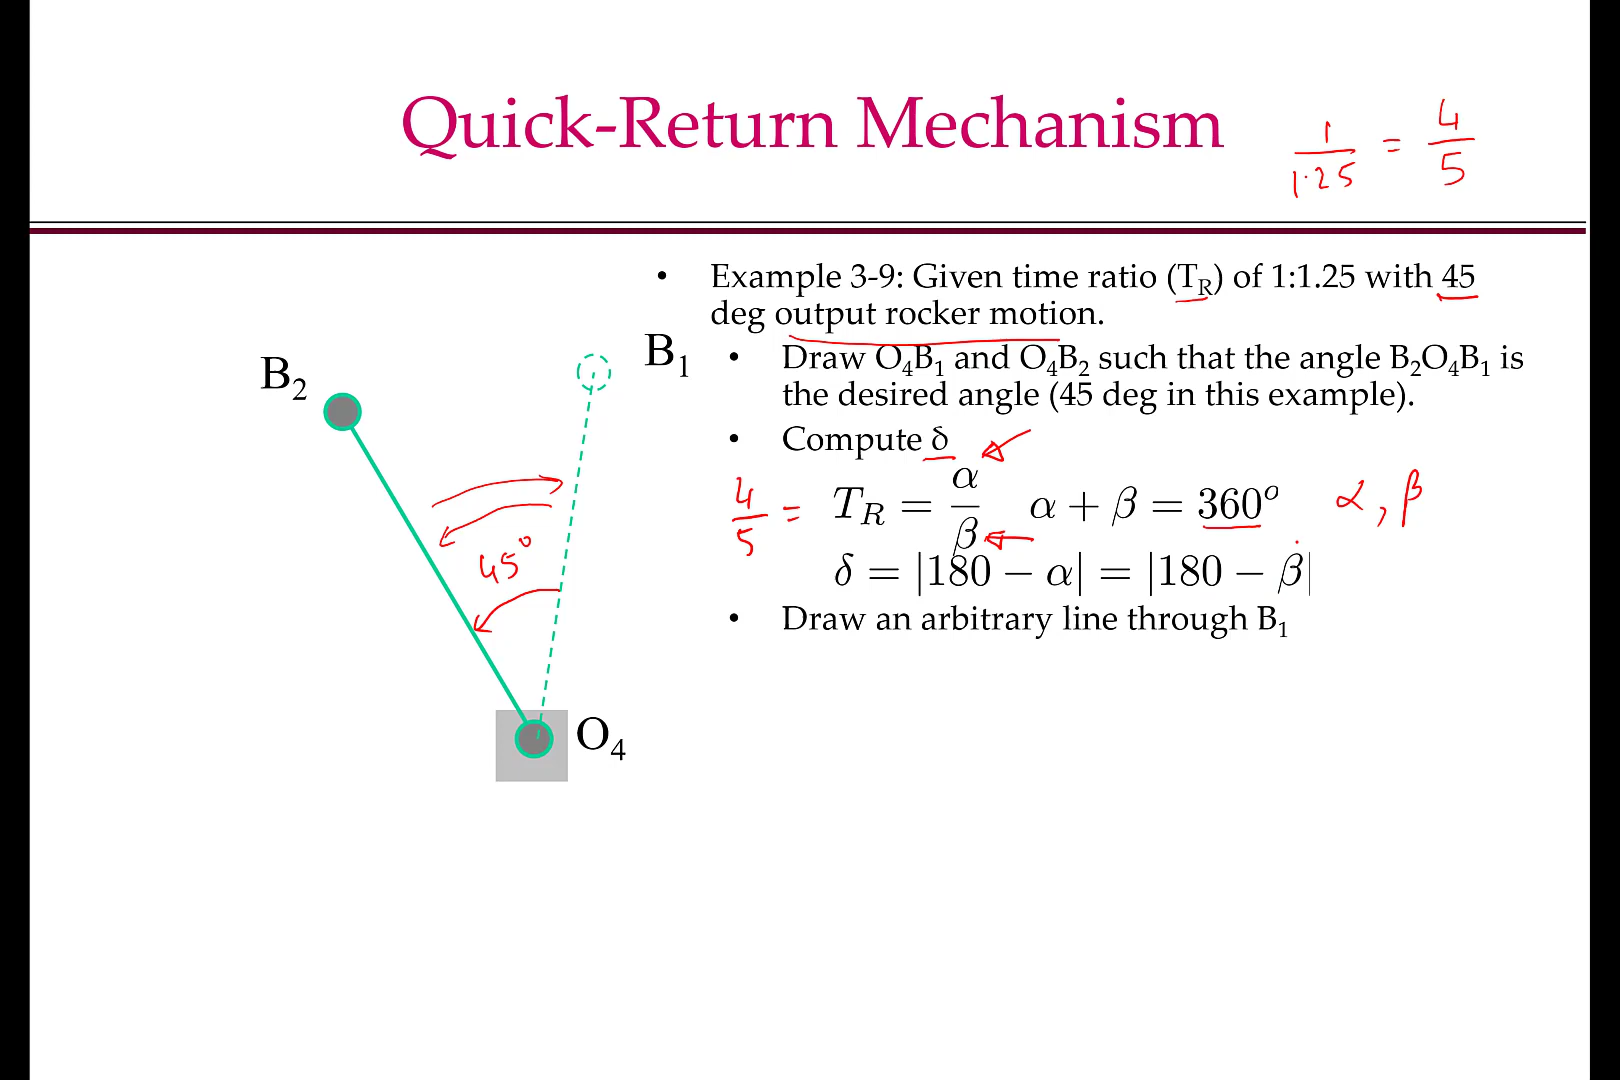 Quick-Return Mechanism
1/1.25 = 4/5
• Example 3-9: Given time ratio (T_R) of 1:1.25 with 45
deg output rocker motion.
• Draw O₄B₁ and O₄B₂ such that the angle B₂O₄B₁ is
the desired angle (45 deg in this example).
• Compute δ
4/5 = T_R = α/β α + β = 360° α, β
δ = |180 − α| = |180 − β|
• Draw an arbitrary line through B₁
B₂
B₁
45°
O₄